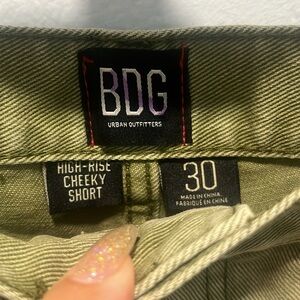 BDG
URBAN OUTFITTERS
HIGH-RISE
CHEEKY
SHORT
30
MADE IN CHINA
FABRIQUÉ EN CHINE